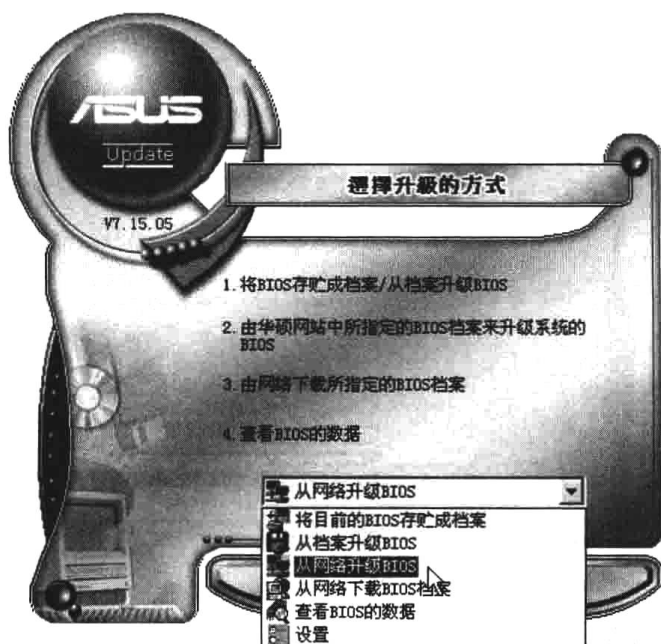 ASUS
Update
V7.15.05
選擇升級的方式
1.将BIOS存贮成档案/从档案升级BIOS
2.由华硕网站中所指定的BIOS档案来升级系统的
BIOS
3.由网络下载所指定的BIOS档案
4.查看BIOS的数据
从网络升级BIOS
将目前的BIOS存贮成档案
从档案升级BIOS
从网络升级BIOS
从网络下载BIOS档案
查看BIOS的数据
设置